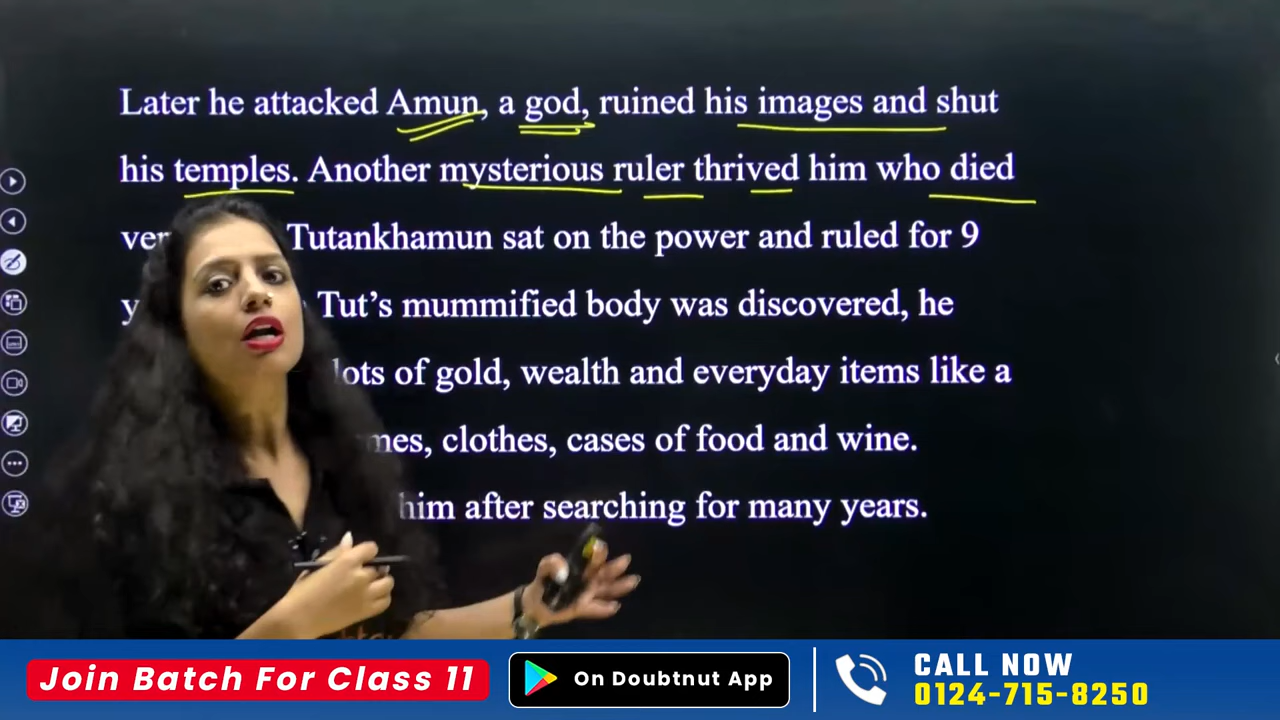 Later he attacked Amun, a god, ruined his images and shut
his temples. Another mysterious ruler thrived him who died
Tutankhamun sat on the power and ruled for 9
Tut’s mummified body was discovered, he
lots of gold, wealth and everyday items like a
clothes, cases of food and wine.
him after searching for many years.
Join Batch For Class 11
On Doubtnut App
CALL NOW
0124-715-8250